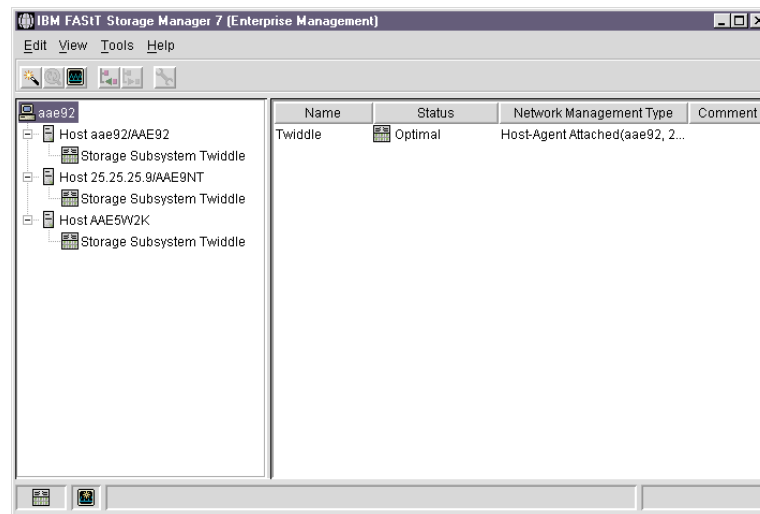 IBM FAStT Storage Manager 7 (Enterprise Management)
Edit View Tools Help
aae92
Host aae92/AAE92
Storage Subsystem Twiddle
Host 25.25.25.9/AAE9NT
Storage Subsystem Twiddle
Host AAE5W2K
Storage Subsystem Twiddle
Name Status Network Management Type Comment
Twiddle Optimal Host-Agent Attached(aae92, 2...